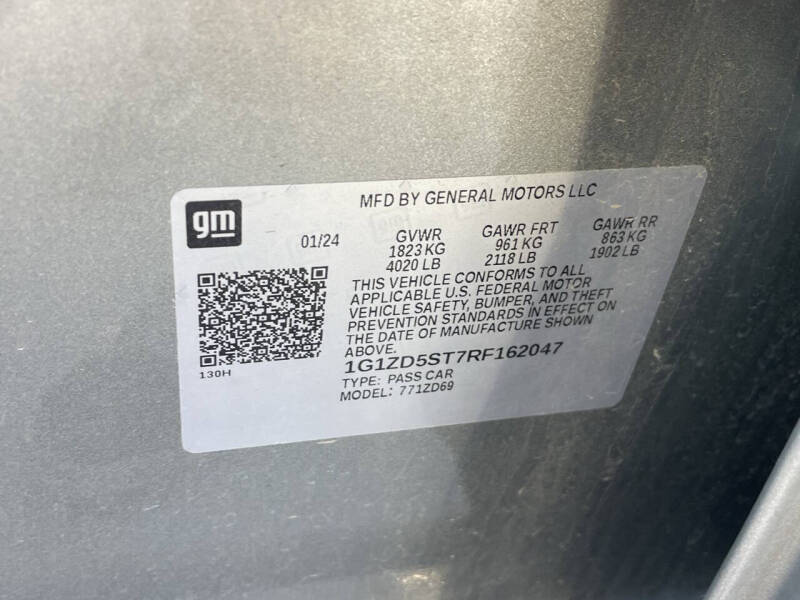 MFD BY GENERAL MOTORS LLC
gm
01/24
GVWR GAWR FRT GAWR RR
1823 KG 961 KG 863 KG
4020 LB 2118 LB 1902 LB
THIS VEHICLE CONFORMS TO ALL
APPLICABLE U.S. FEDERAL MOTOR
VEHICLE SAFETY, BUMPER, AND THEFT
PREVENTION STANDARDS IN EFFECT ON
THE DATE OF MANUFACTURE SHOWN
ABOVE.
130H
1G1ZD5ST7RF162047
TYPE: PASS CAR
MODEL: 771ZD69